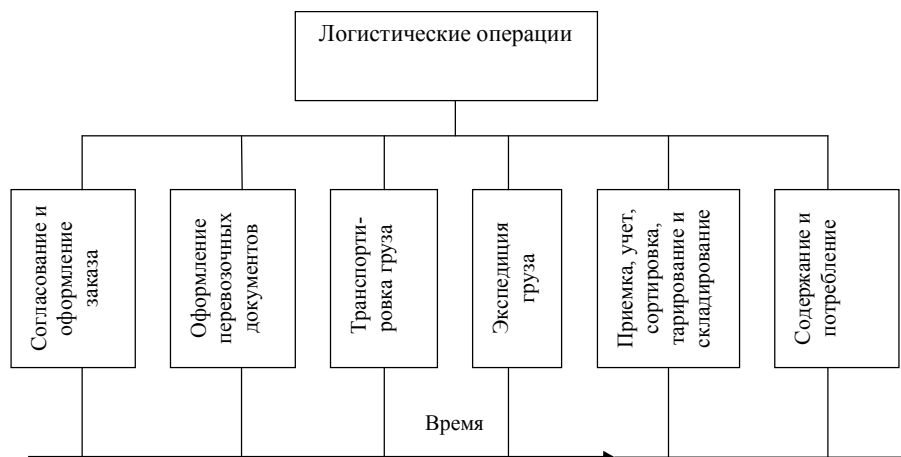 Логистические операции
Согласование и
оформление
заказа
Оформление
перевозочных
документов
Транспорти-
ровка груза
Экспедиция
груза
Приемка, учет,
сортировка,
тарирование и
складирование
Содержание и
потребление
Время